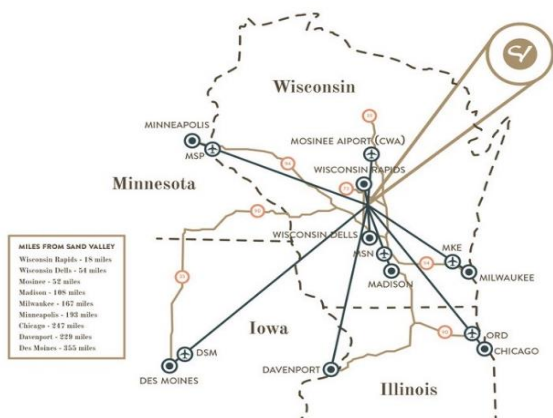 Wisconsin
MINNEAPOLIS
MSP
MOSINEE AIPORT (CWA)
WISCONSIN RAPIDS
Minnesota
WISCONSIN DELLS
MSN
MADISON
MKE
MILWAUKEE
MILES FROM SAND VALLEY
Wisconsin Rapids - 18 miles
Wisconsin Dells - 54 miles
Mosinee - 52 miles
Madison - 108 miles
Milwaukee - 167 miles
Minneapolis - 193 miles
Chicago - 247 miles
Davenport - 229 miles
Des Moines - 355 miles
Iowa
ORD
CHICAGO
DSM
DES MOINES
DAVENPORT
Illinois